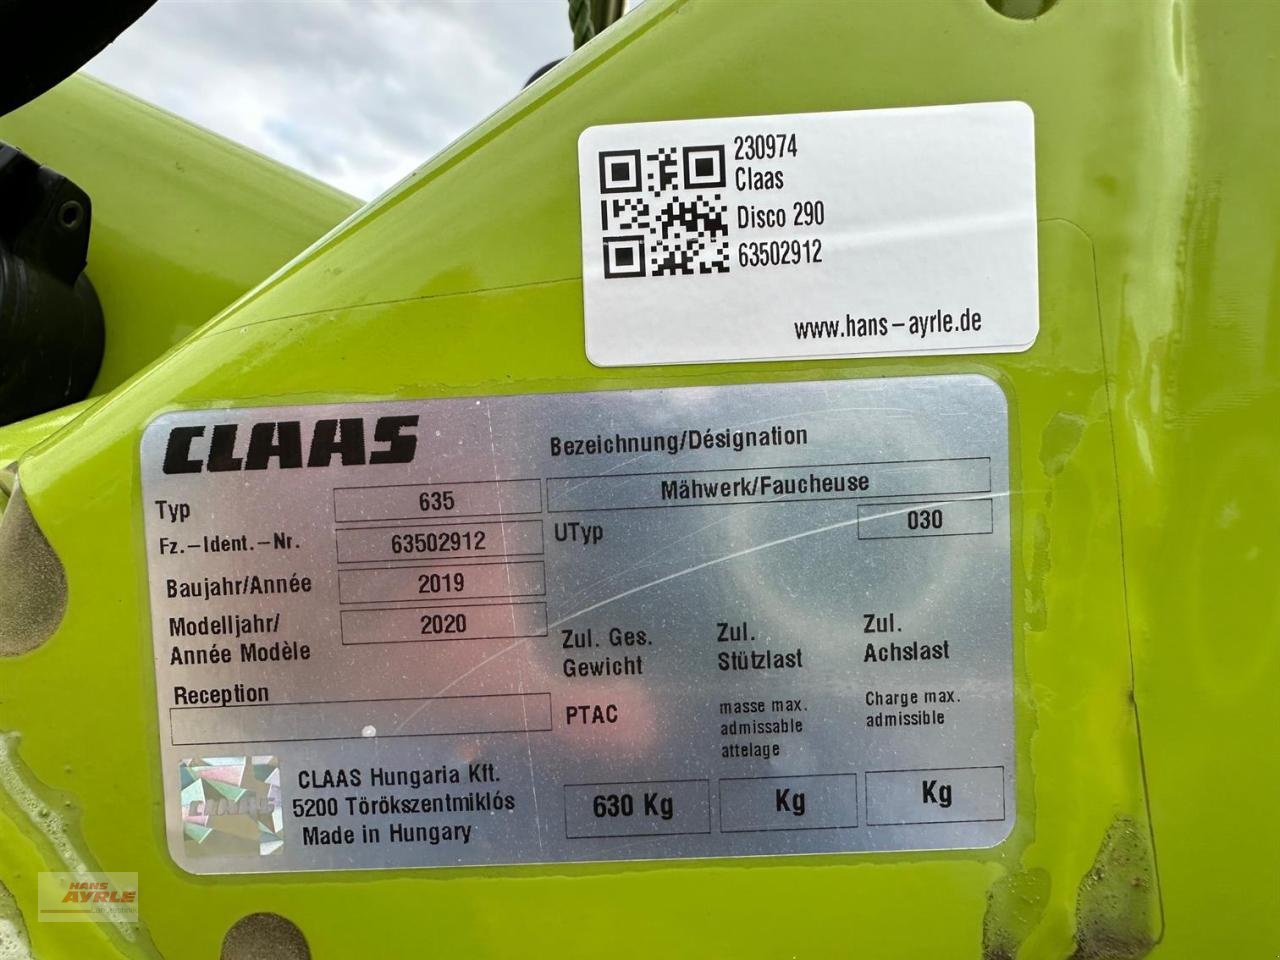 230974
Claas
Disco 290
63502912
www.hans-ayrle.de
CLAAS
Bezeichnung/Désignation
Mähwerk/Faucheuse
Typ 635
UTyp 030
Fz.-Ident.-Nr. 63502912
Baujahr/Année 2019
Modelljahr/
Année Modèle 2020
Reception
Zul. Ges.
Gewicht
PTAC
630 Kg
Zul.
Stützlast
masse max.
admissable
attelage
Kg
Zul.
Achslast
Charge max.
admissible
Kg
CLAAS
CLAAS Hungaria Kft.
5200 Törökszentmiklós
Made in Hungary
HANS
AYRLE
Landtechnik